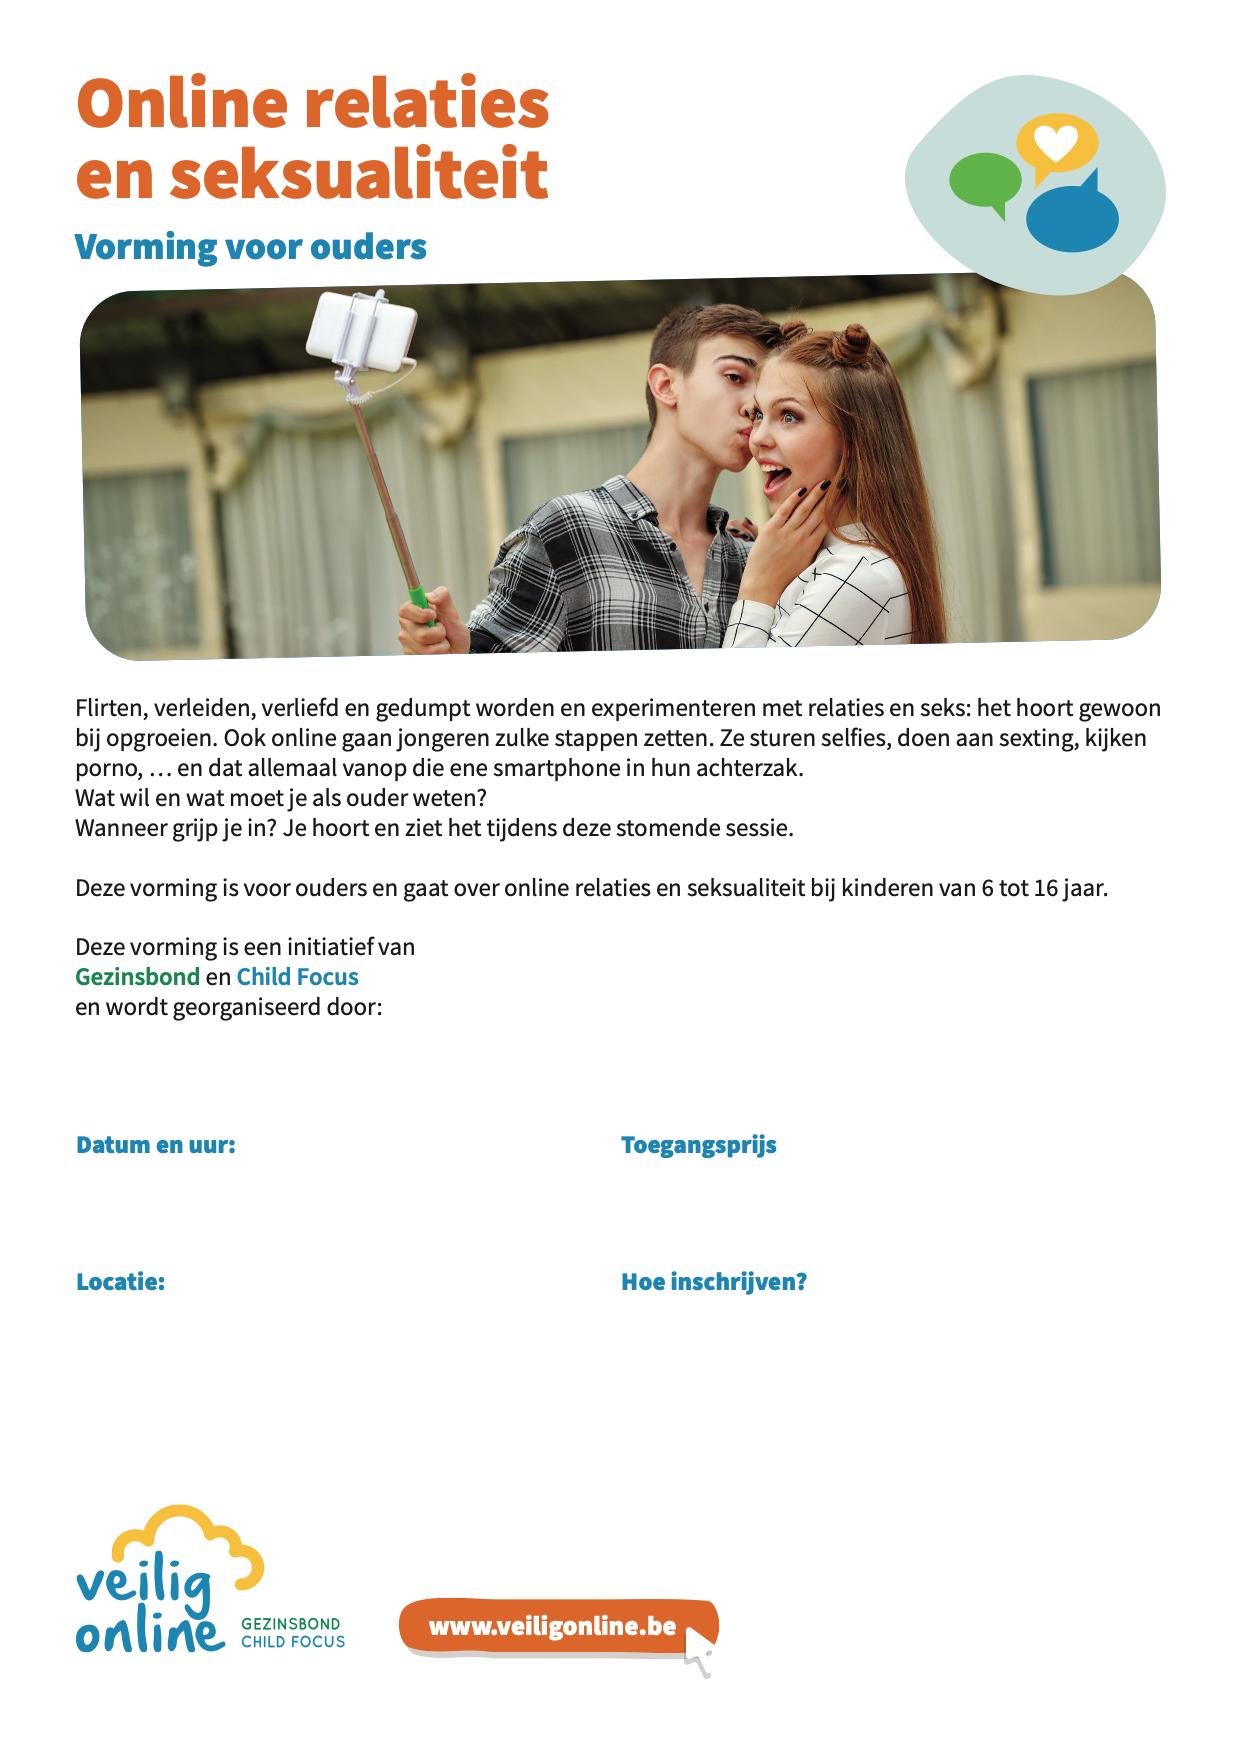 Online relaties
en seksualiteit
Vorming voor ouders
Flirten, verleiden, verliefd en gedumpt worden en experimenteren met relaties en seks: het hoort gewoon
bij opgroeien. Ook online gaan jongeren zulke stappen zetten. Ze sturen selfies, doen aan sexting, kijken
porno, … en dat allemaal vanop die ene smartphone in hun achterzak.
Wat wil en wat moet je als ouder weten?
Wanneer grijp je in? Je hoort en ziet het tijdens deze stomende sessie.
Deze vorming is voor ouders en gaat over online relaties en seksualiteit bij kinderen van 6 tot 16 jaar.
Deze vorming is een initiatief van
Gezinsbond en Child Focus
en wordt georganiseerd door:
Datum en uur:
Toegangsprijs
Locatie:
Hoe inschrijven?
veilig
online
GEZINSBOND
CHILD FOCUS
www.veiligonline.be